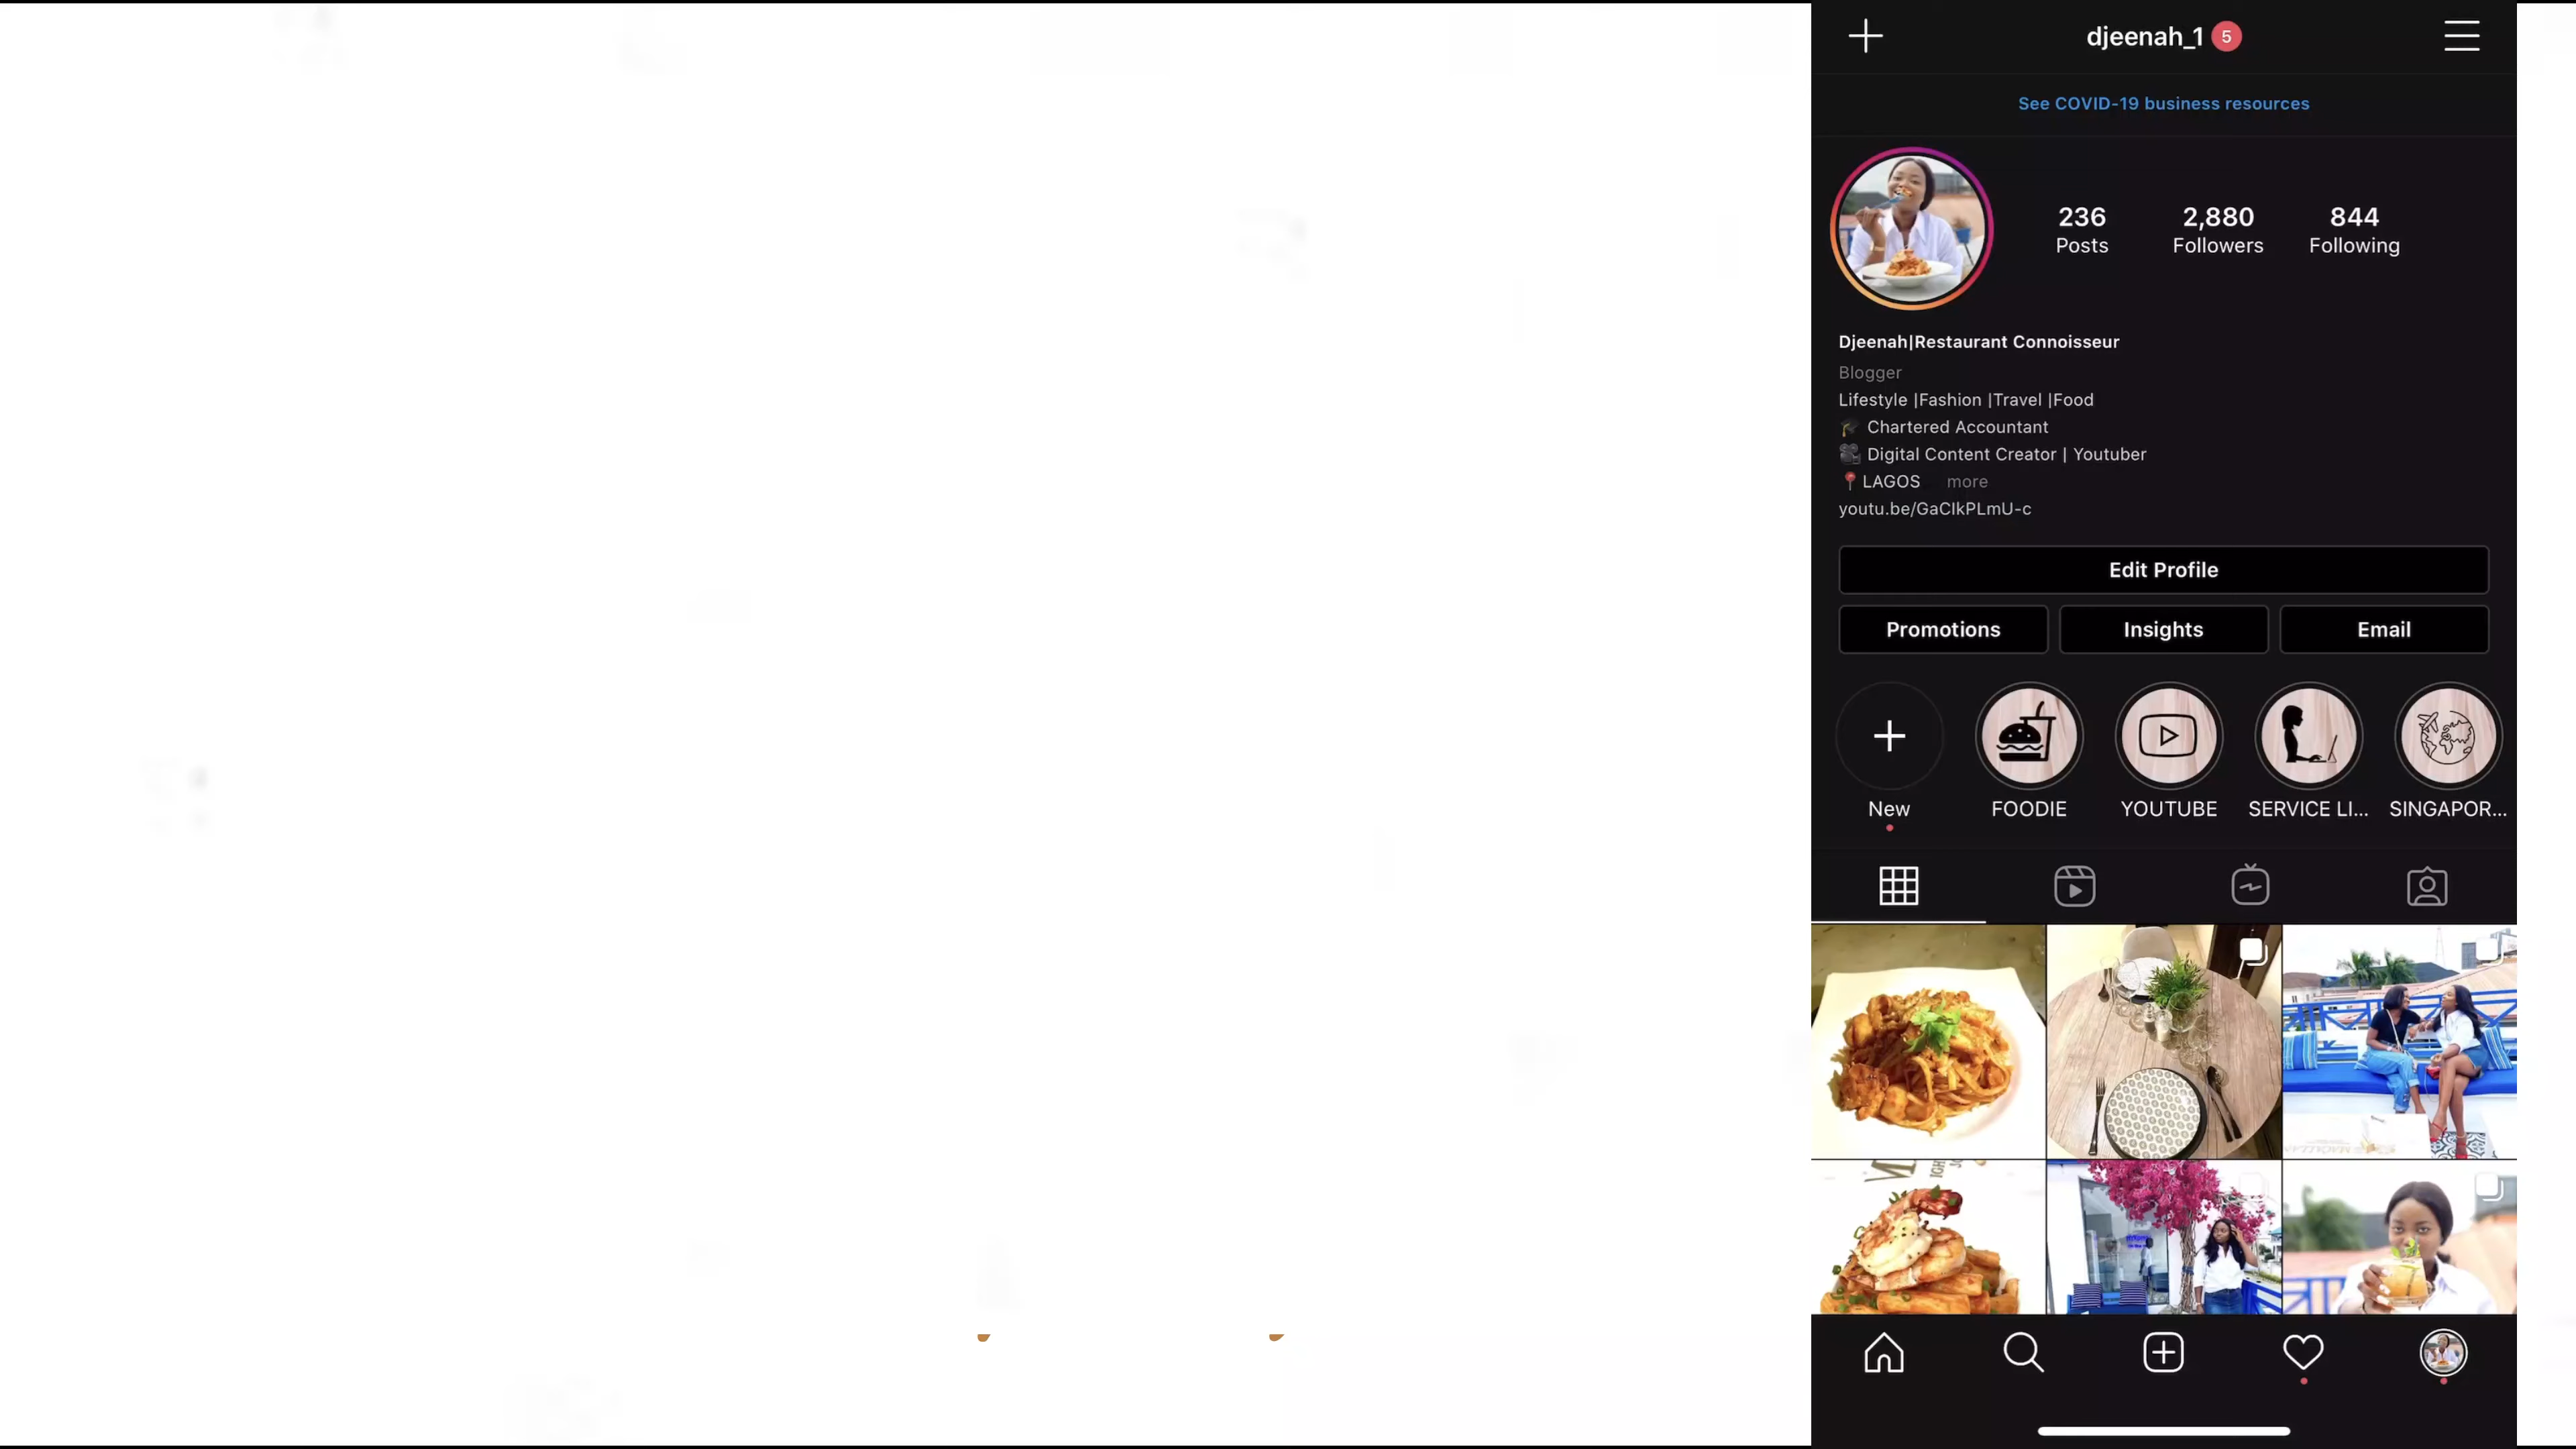 djeenah_1 5
See COVID-19 business resources
236 2,880 844
Posts Followers Following
Djeenah|Restaurant Connoisseur
Blogger
Lifestyle |Fashion |Travel |Food
Chartered Accountant
Digital Content Creator | Youtuber
LAGOS more
youtu.be/GaClkPLmU-c
Edit Profile
Promotions Insights Email
New FOODIE YOUTUBE SERVICE LI... SINGAPOR...